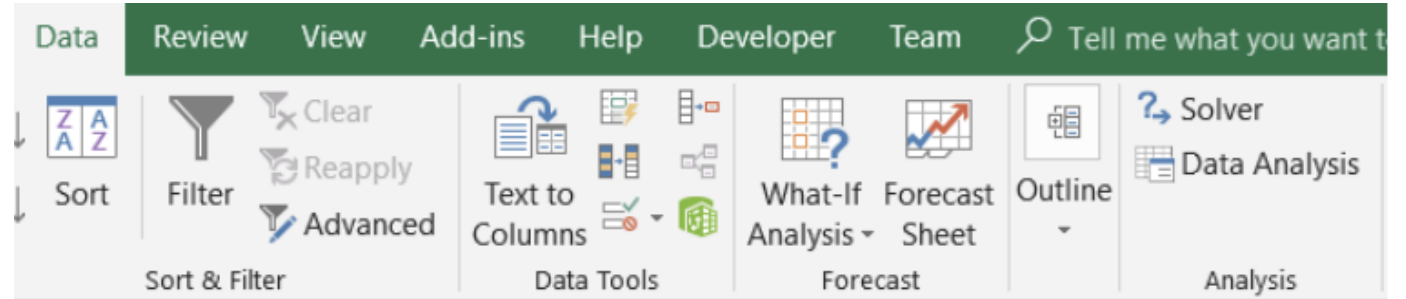 Data Review View Add-ins Help Developer Team Tell me what you want t
Z A
A Z
Sort
Filter
Clear
Reapply
Advanced
Sort & Filter
Text to
Columns
Data Tools
?
What-If
Analysis
Forecast
Sheet
Forecast
Outline
?
Solver
Data Analysis
Analysis